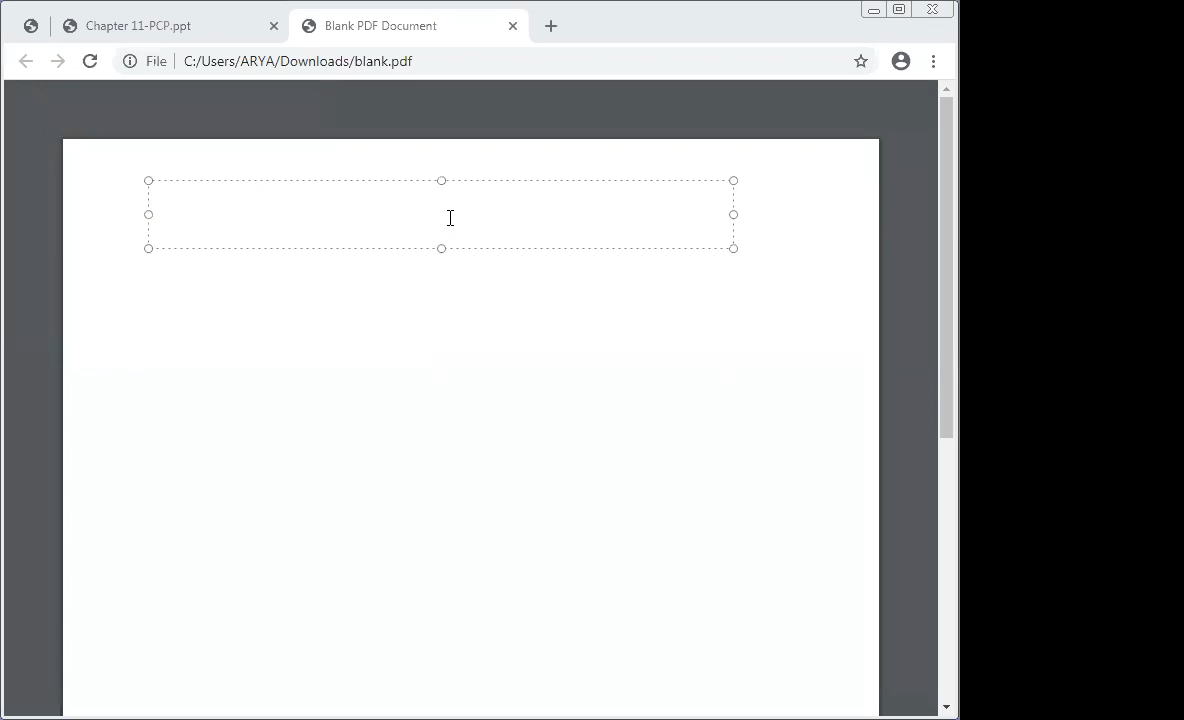 Chapter 11-PCP.ppt
Blank PDF Document
File
C:/Users/ARYA/Downloads/blank.pdf